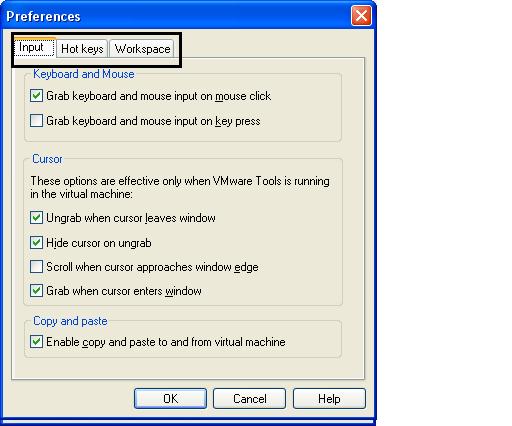 Preferences
Input Hot keys Workspace
Keyboard and Mouse
Grab keyboard and mouse input on mouse click
Grab keyboard and mouse input on key press
Cursor
These options are effective only when VMware Tools is running
in the virtual machine:
Ungrab when cursor leaves window
Hide cursor on ungrab
Scroll when cursor approaches window edge
Grab when cursor enters window
Copy and paste
Enable copy and paste to and from virtual machine
OK Cancel Help